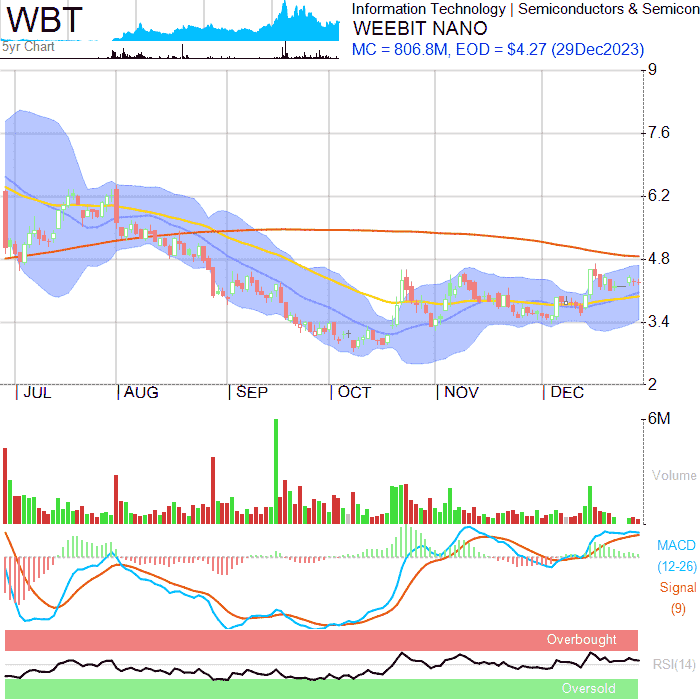 WBT
Information Technology | Semiconductors & Semicon
WEEBIT NANO
5yr Chart
MC = 806.8M, EOD = $4.27 (29Dec2023)
9
7.6
6.2
4.8
3.4
2
JUL
AUG
SEP
OCT
NOV
DEC
6M
Volume
MACD
(12-26)
Signal
(9)
Overbought
RSI(14)
Oversold